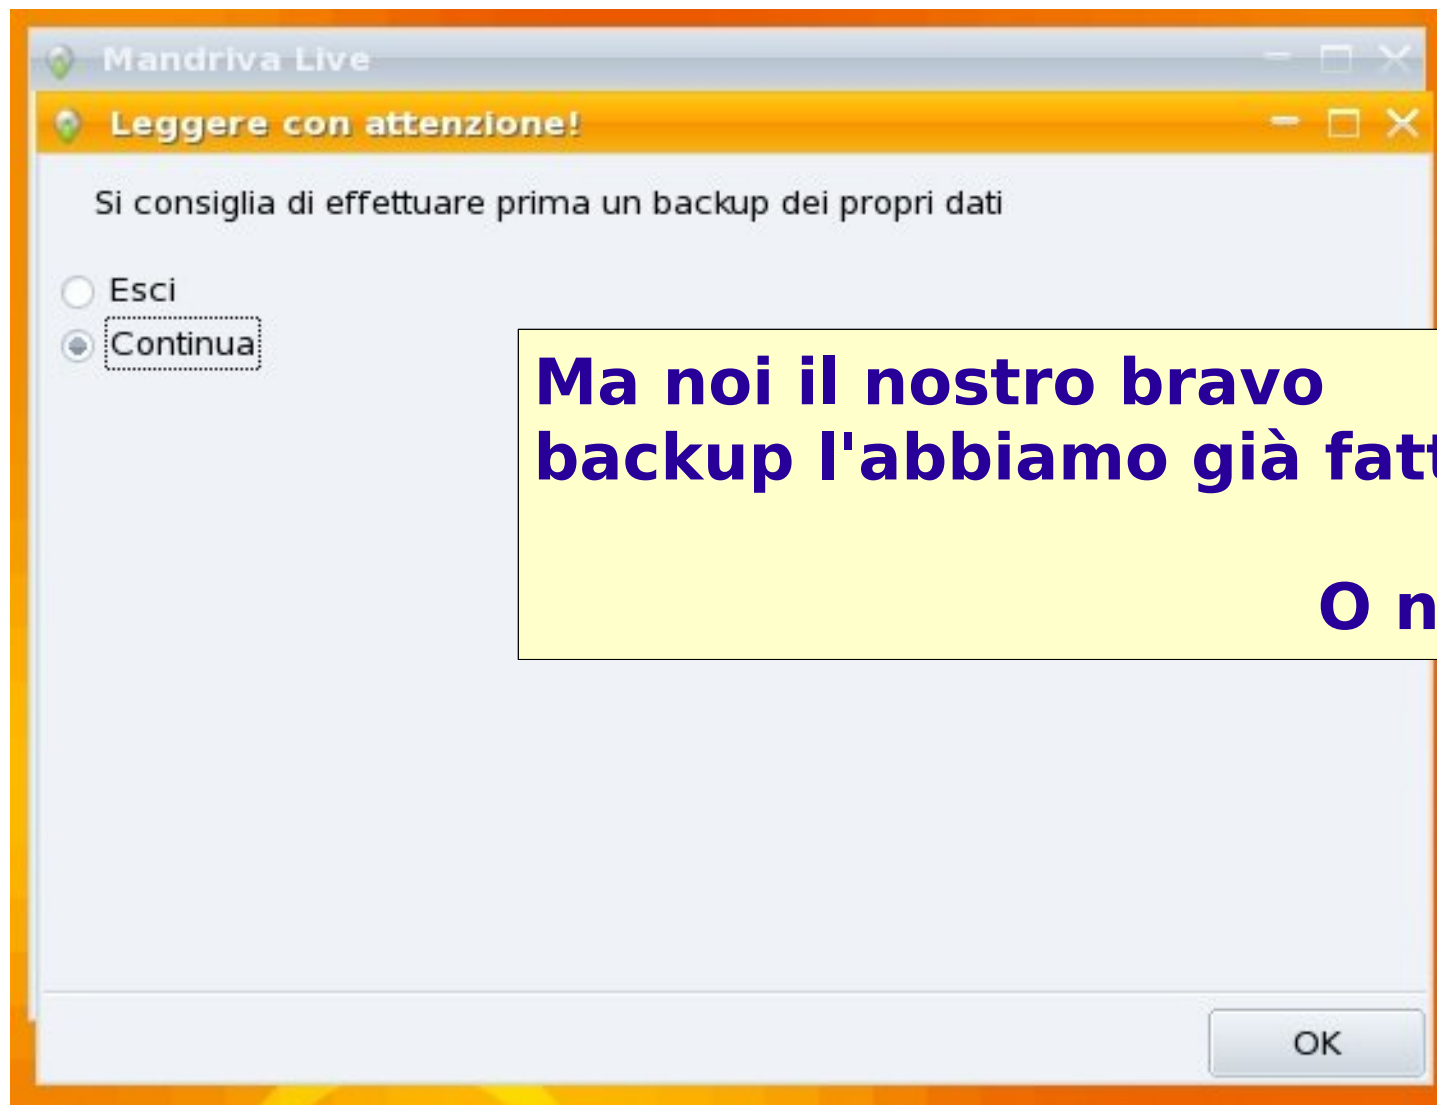 Mandriva Live
Leggere con attenzione!
Si consiglia di effettuare prima un backup dei propri dati
Esci
Continua
Ma noi il nostro bravo
backup l'abbiamo già fatt
O n
OK